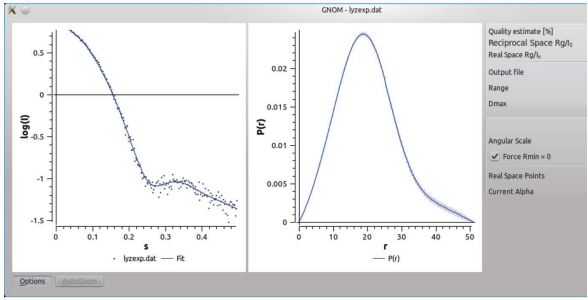 GNOM - lyzexp.dat
0.5
0
-0.5
-1
-1.5
log(I)
0
0.1
0.2
0.3
0.4
s
lyzexp.dat
Fit
0.02
0.015
0.01
0.005
0
P(r)
0
10
20
30
40
50
r
P(r)
Quality estimate [%]
Reciprocal Space Rg/I₀
Real Space Rg/I₀
Output file
Range
Dmax
Angular Scale
Force Rmin = 0
Real Space Points
Current Alpha
Options
AutoGnom